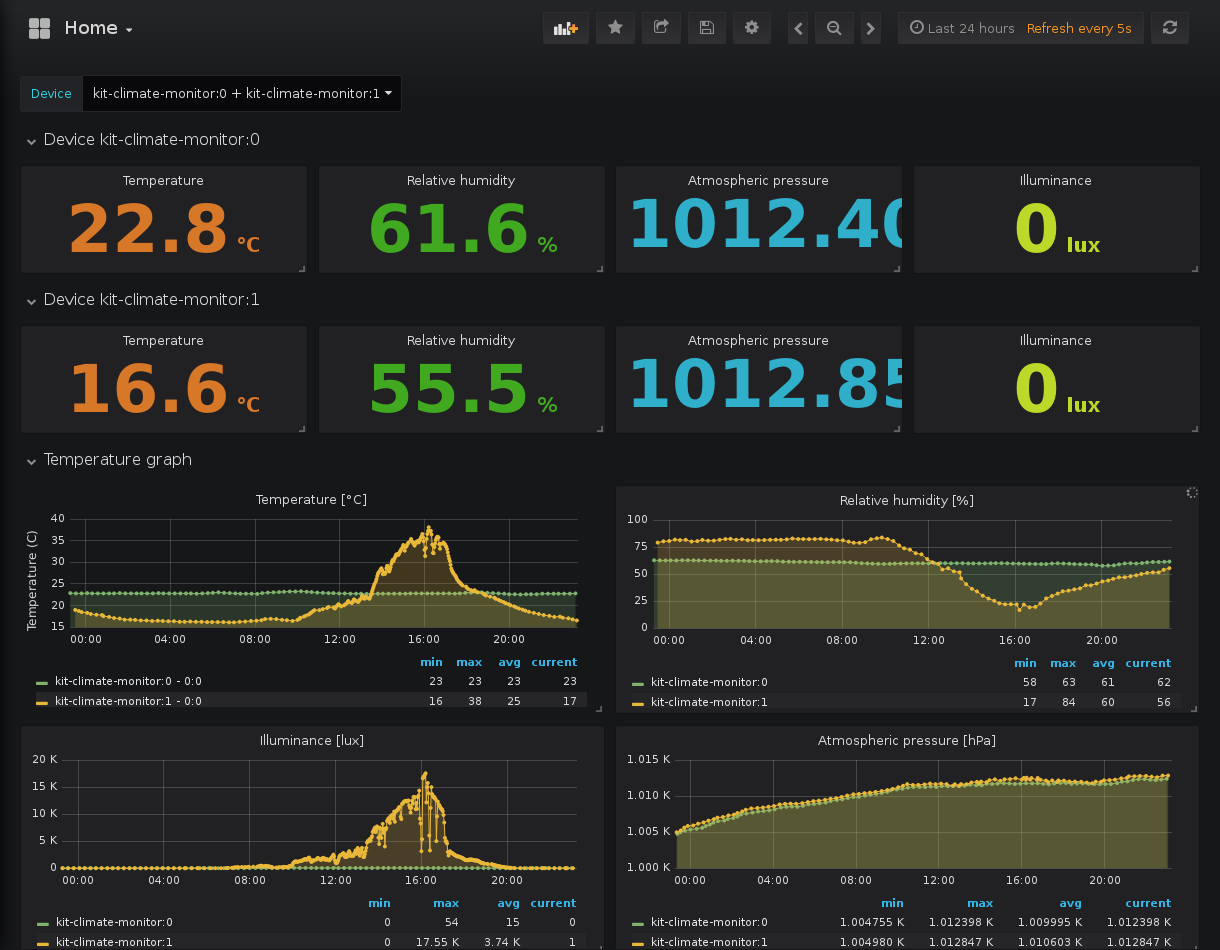 Home
Last 24 hours Refresh every 5s
Device kit-climate-monitor:0 + kit-climate-monitor:1
Device kit-climate-monitor:0
Temperature Relative humidity Atmospheric pressure Illuminance
22.8 °C 61.6 % 1012.40 0 lux
Device kit-climate-monitor:1
Temperature Relative humidity Atmospheric pressure Illuminance
16.6 °C 55.5 % 1012.85 0 lux
Temperature graph
Temperature [°C]
Temperature (C)
40
35
30
25
20
15
00:00 04:00 08:00 12:00 16:00 20:00
min max avg current
kit-climate-monitor:0 - 0:0 23 23 23 23
kit-climate-monitor:1 - 0:0 16 38 25 17
Relative humidity [%]
100
75
50
25
0
00:00 04:00 08:00 12:00 16:00 20:00
min max avg current
kit-climate-monitor:0 58 63 61 62
kit-climate-monitor:1 17 84 60 56
Illuminance [lux]
20 K
15 K
10 K
5 K
0
00:00 04:00 08:00 12:00 16:00 20:00
min max avg current
kit-climate-monitor:0 0 54 15 0
kit-climate-monitor:1 0 17.55 K 3.74 K 1
Atmospheric pressure [hPa]
1.015 K
1.010 K
1.005 K
1.000 K
00:00 04:00 08:00 12:00 16:00 20:00
min max avg current
kit-climate-monitor:0 1.004755 K 1.012398 K 1.009995 K 1.012398 K
kit-climate-monitor:1 1.004980 K 1.012847 K 1.010603 K 1.012847 K